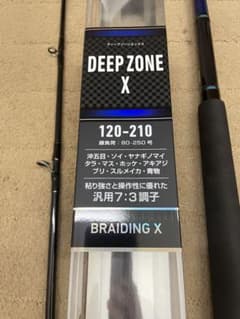 ディープゾーンエックス
DEEP ZONE
X
120-210
錘負荷：80-250号
沖五目・ソイ・ヤナギノマイ
タラ・マス・ホッケ・アキアジ
ブリ・スルメイカ・青物
粘り強さと操作性に優れた
汎用7:3調子
BRAIDING X